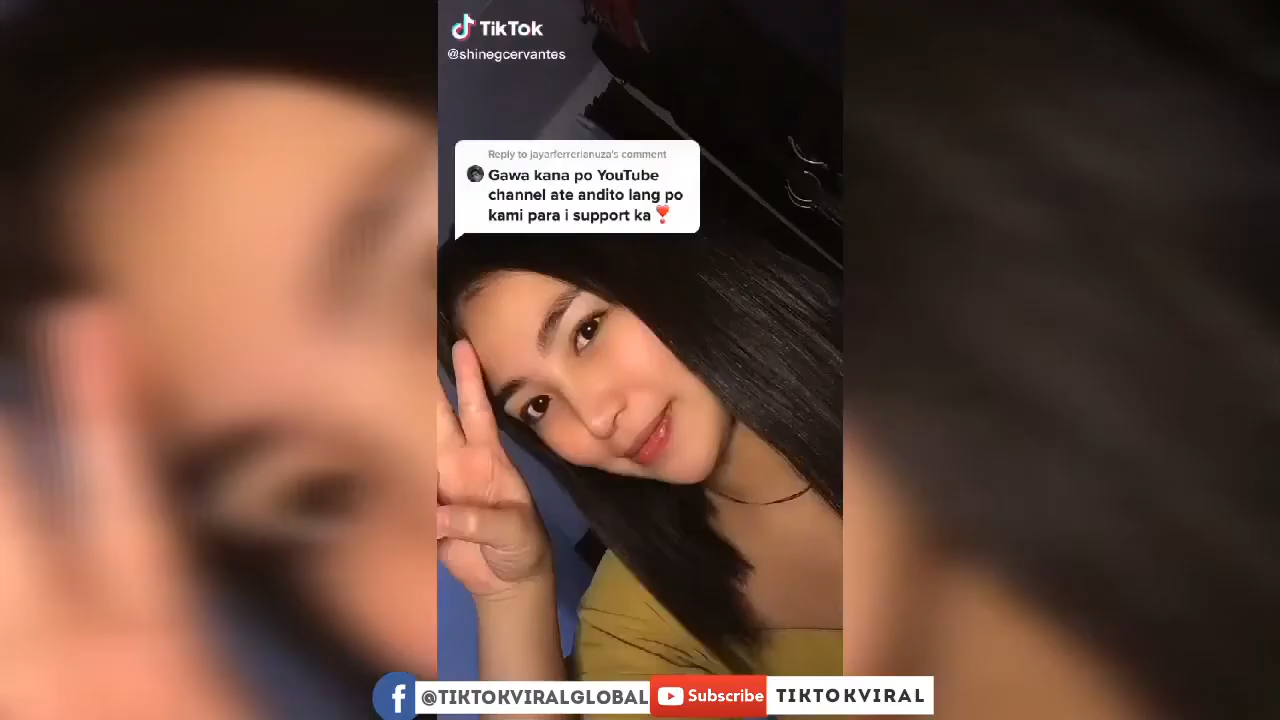 TikTok
@shinegcervantes
Reply to jayarferrerianuza's comment
Gawa kana po YouTube
channel ate andito lang po
kami para i support ka
@TIKTOKVIRALGLOBAL
Subscribe
TIKTOKVIRAL